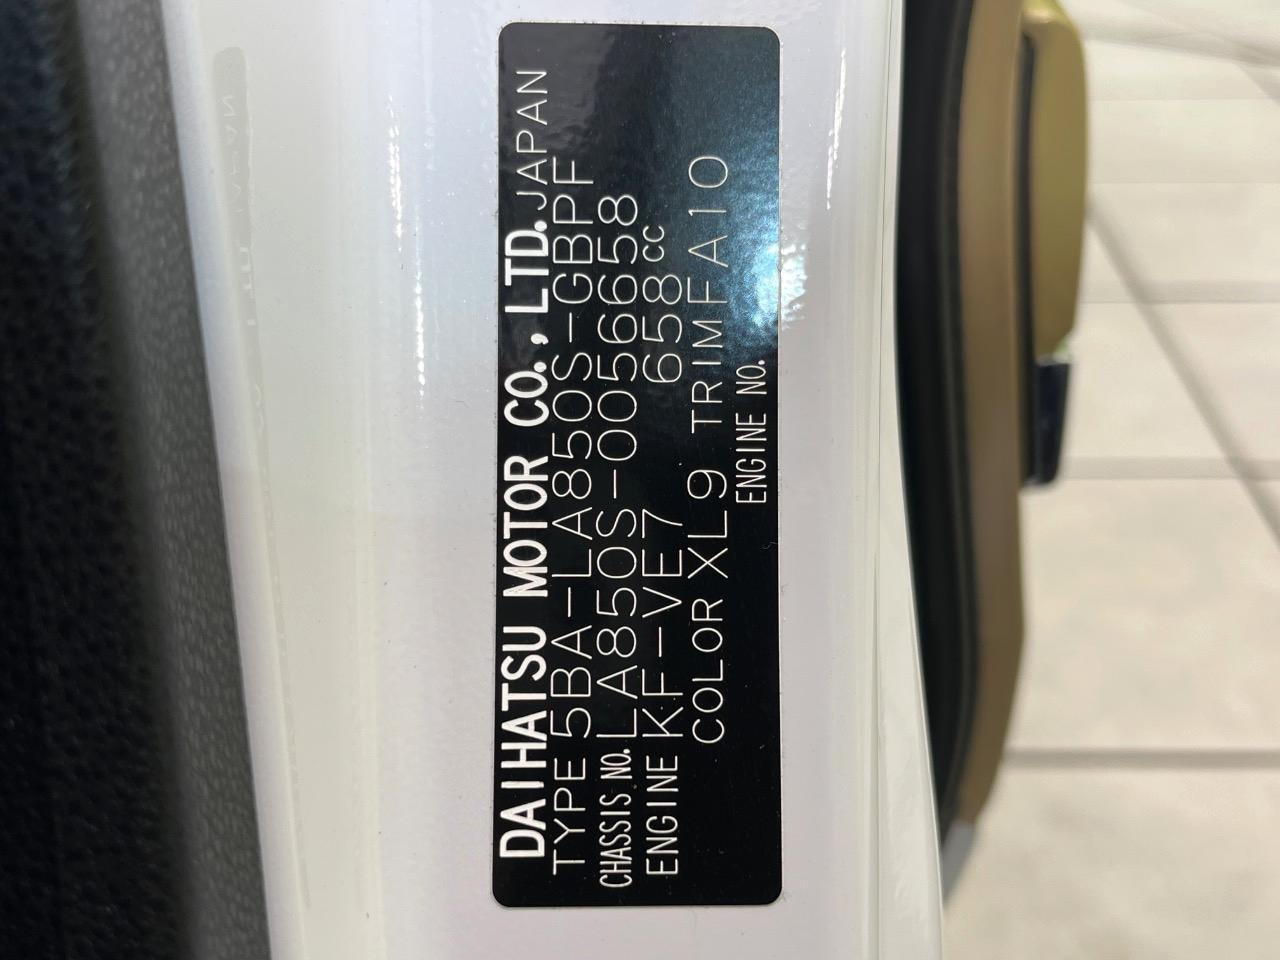 DAIHATSU MOTOR CO., LTD. JAPAN
TYPE 5BA-LA850S-GBPF
CHASSIS NO. LA850S-0056658
ENGINE KF-VE7 658cc
COLOR XL9 TRIM FA10
ENGINE NO.